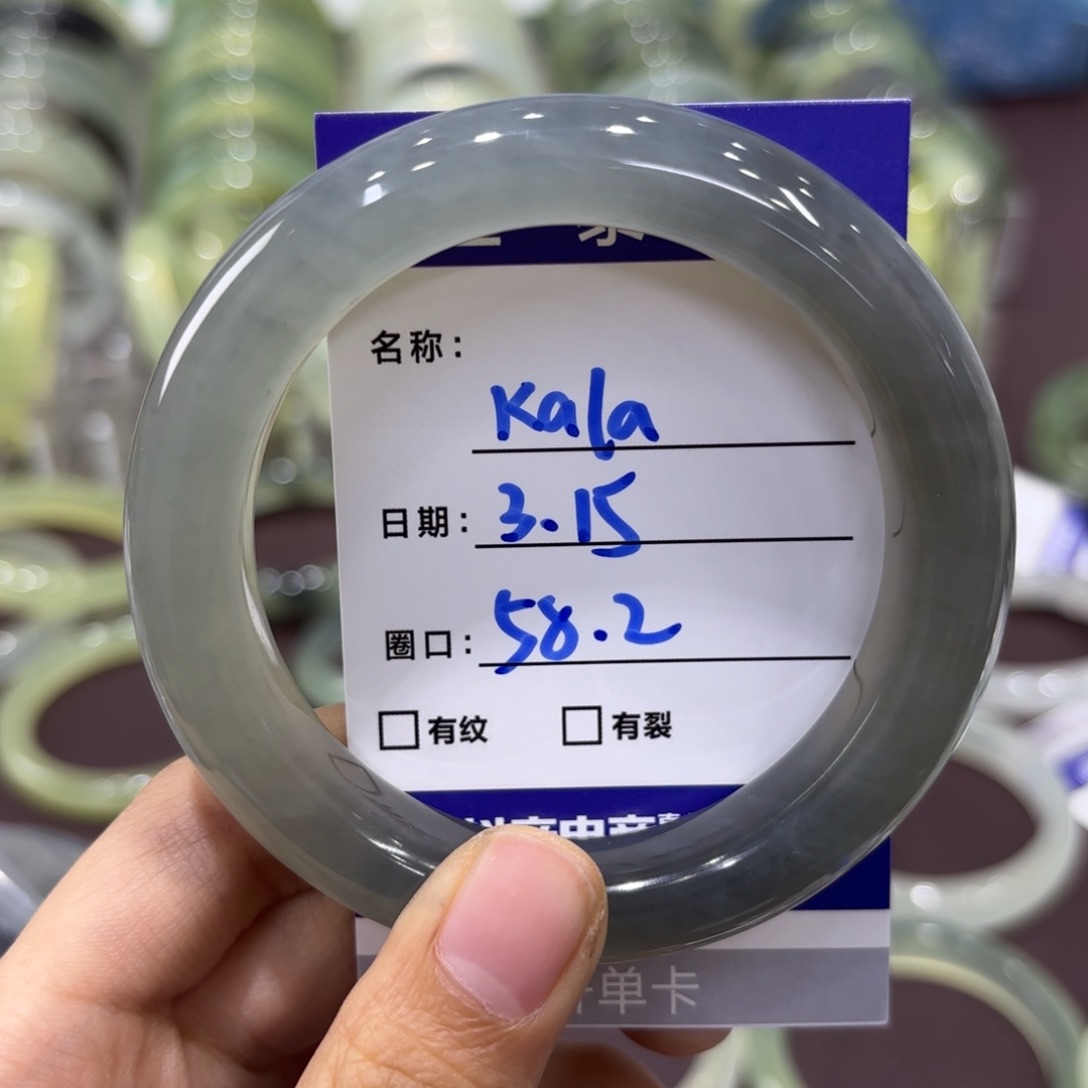 名称: Kala
日期: 3.15
圈口: 58.2
□有纹 □有裂
单卡